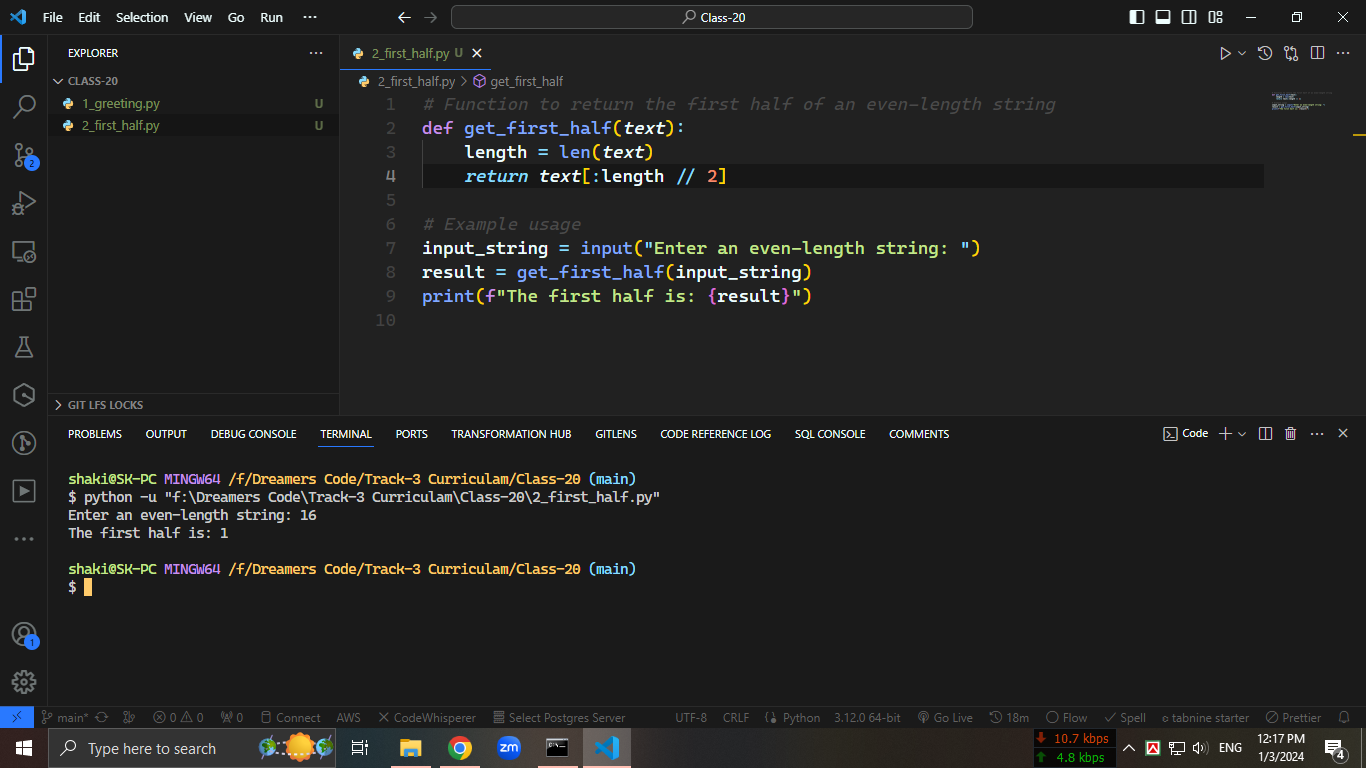 File Edit Selection View Go Run ··· Class-20
EXPLORER ···
CLASS-20
1_greeting.py U
2_first_half.py U
GIT LFS LOCKS
2
1
2_first_half.py U
2_first_half.py > get_first_half
1 # Function to return the first half of an even-length string
2 def get_first_half(text):
3 length = len(text)
4 return text[:length // 2]
5
6 # Example usage
7 input_string = input("Enter an even-length string: ")
8 result = get_first_half(input_string)
9 print(f"The first half is: {result}")
10
PROBLEMS OUTPUT DEBUG CONSOLE TERMINAL PORTS TRANSFORMATION HUB GITLENS CODE REFERENCE LOG SQL CONSOLE COMMENTS Code
shaki@SK-PC MINGW64 /f/Dreamers Code/Track-3 Curriculam/Class-20 (main)
$ python -u "f:\Dreamers Code\Track-3 Curriculam\Class-20\2_first_half.py"
Enter an even-length string: 16
The first half is: 1
shaki@SK-PC MINGW64 /f/Dreamers Code/Track-3 Curriculam/Class-20 (main)
$
main* 0 0 0 Connect AWS CodeWhisperer Select Postgres Server UTF-8 CRLF Python 3.12.0 64-bit Go Live 18m Flow Spell tabnine starter Prettier
Type here to search zm 10.7 kbps ENG 12:17 PM
4.8 kbps 1/3/2024 4